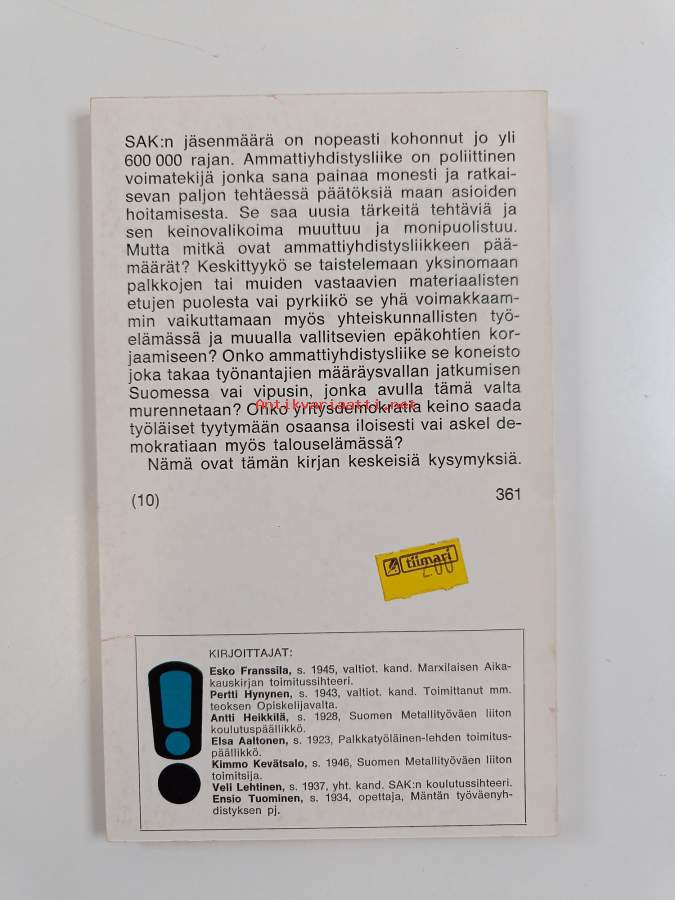 SAK:n jäsenmäärä on nopeasti kohonnut jo yli
600 000 rajan. Ammattiyhdistysliike on poliittinen
voimatekijä jonka sana painaa monesti ja ratkai-
sevan paljon tehtäessä päätöksiä maan asioiden
hoitamisesta. Se saa uusia tärkeitä tehtäviä ja
sen keinovalikoima muuttuu ja monipuolistuu.
Mutta mitkä ovat ammattiyhdistysliikkeen pää-
määrät? Keskittyykö se taistelemaan yksinomaan
palkkojen tai muiden vastaavien materiaalisten
etujen puolesta vai pyrkiikö se yhä voimakkaam-
min vaikuttamaan myös yhteiskunnallisten työ-
elämässä ja muualla vallitsevien epäkohtien kor-
jaamiseen? Onko ammattiyhdistysliike se koneisto
joka takaa työnantajien määräysvallan jatkumisen
Suomessa vai vipusin, jonka avulla tämä valta
Antikvariaatti.net
murennetaan? Onko yritysdemokratia keino saada
työläiset tyytymään osaansa iloisesti vai askel de-
mokratiaan myös talouselämässä?
Nämä ovat tämän kirjan keskeisiä kysymyksiä.
(10) 361
tiimari
2.00
KIRJOITTAJAT:
Esko Franssila, s. 1945, valtiot. kand. Marxilaisen Aika-
kauskirjan toimitussihteeri.
Pertti Hynynen, s. 1943, valtiot. kand. Toimittanut mm.
teoksen Opiskelijavalta.
Antti Heikkilä, s. 1928, Suomen Metallityöväen liiton
koulutuspäällikkö.
Elsa Aaltonen, s. 1923, Palkkatyöläinen-lehden toimitus-
päällikkö.
Kimmo Kevätsalo, s. 1946, Suomen Metallityöväen liiton
toimitsija.
Veli Lehtinen, s. 1937, yht. kand. SAK:n koulutussihteeri.
Ensio Tuominen, s. 1934, opettaja, Mäntän työväenyh-
distyksen pj.